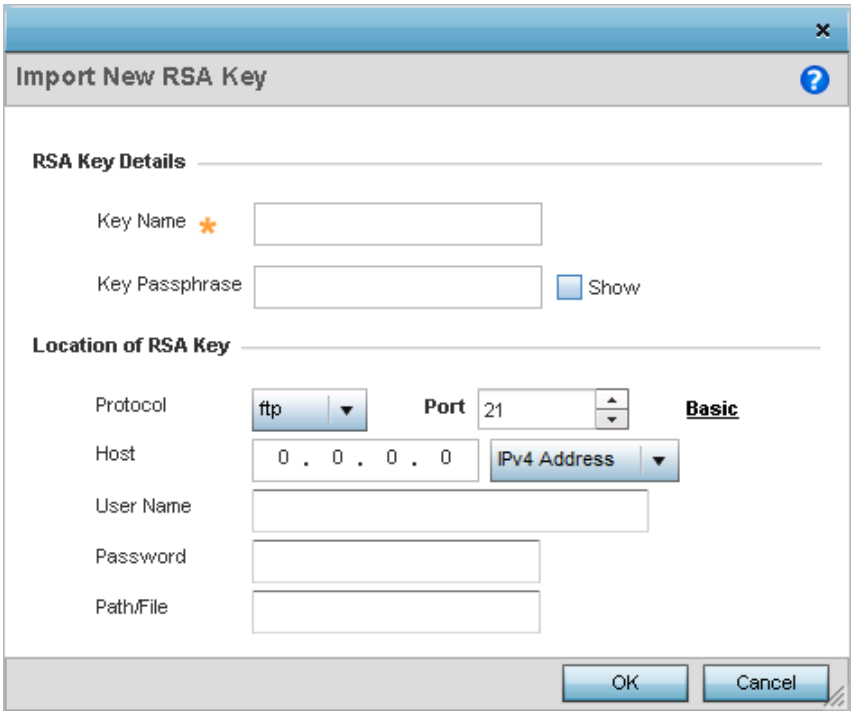 Import New RSA Key
RSA Key Details
Key Name *
Key Passphrase Show
Location of RSA Key
Protocol ftp Port 21 Basic
Host 0 . 0 . 0 . 0 IPv4 Address
User Name
Password
Path/File
OK Cancel